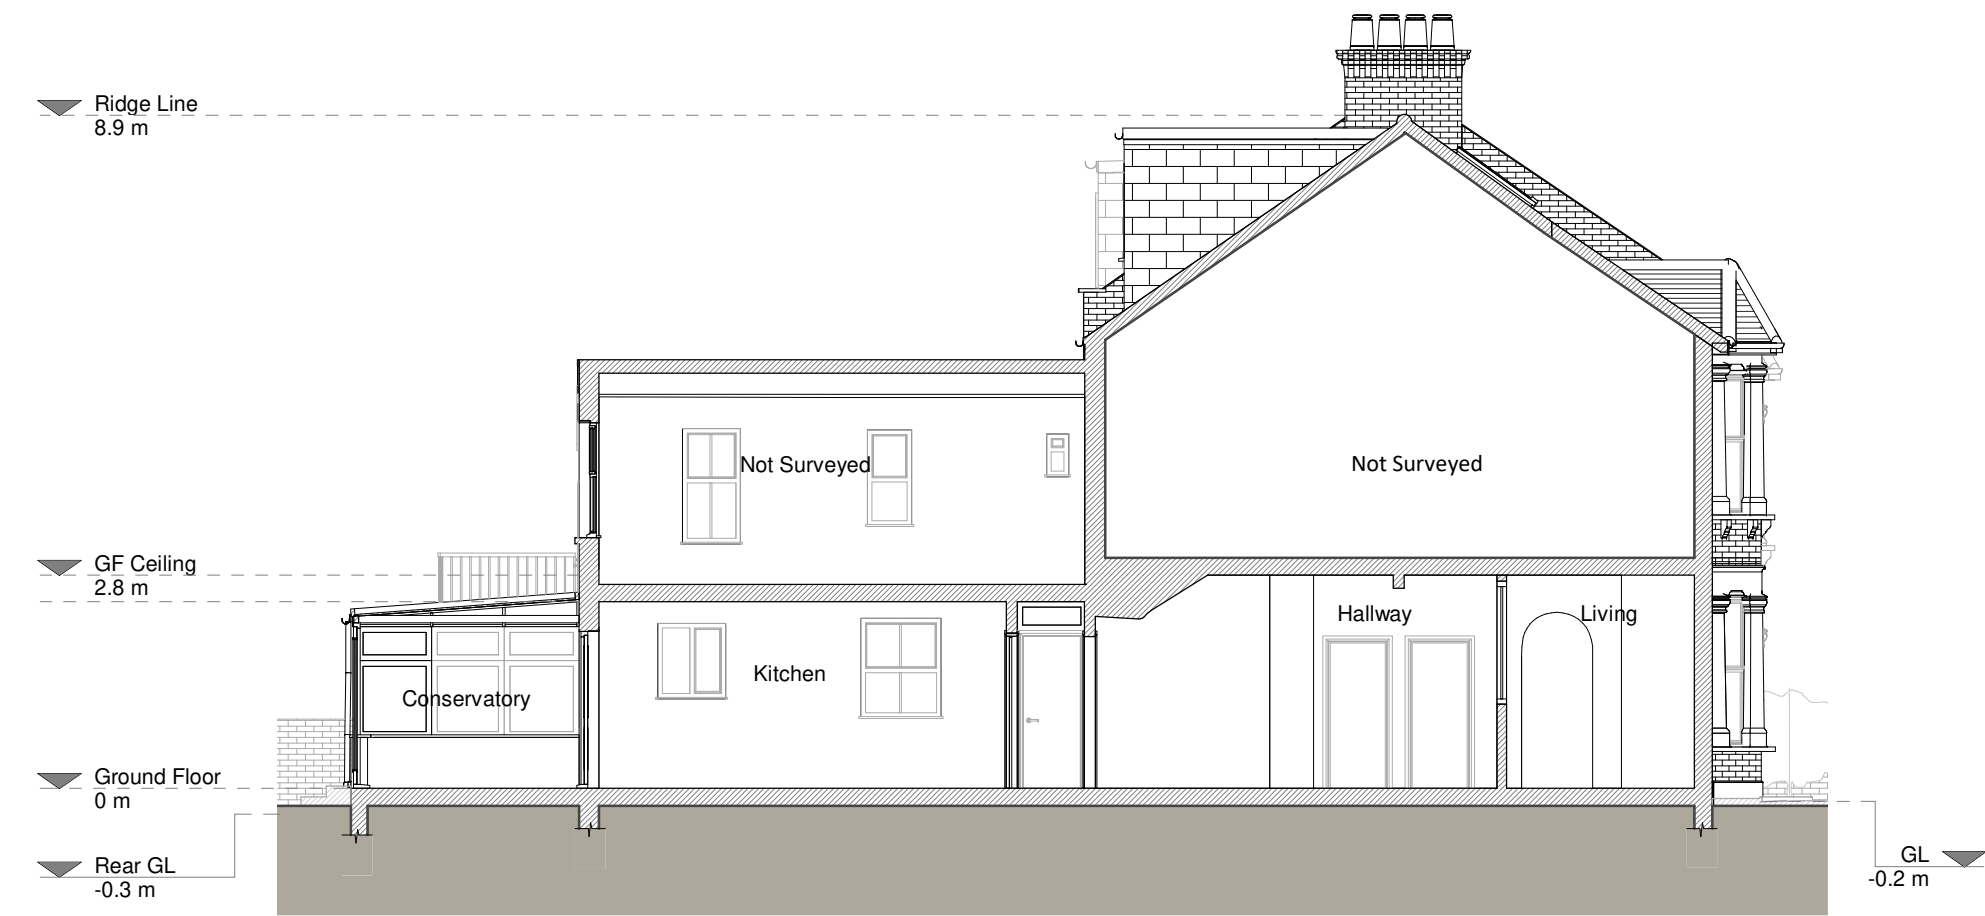 Ridge Line
8.9 m
Not Surveyed
Not Surveyed
GF Ceiling
2.8 m
Hallway
Living
Kitchen
Conservatory
Ground Floor
0 m
Rear GL
-0.3 m
GL
-0.2 m